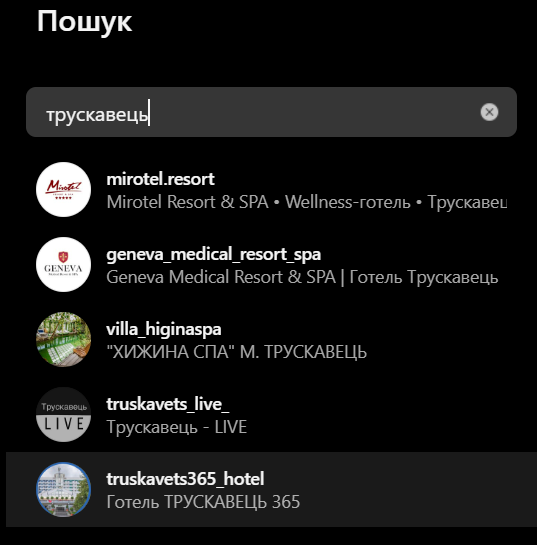 Пошук
трускавець
Mirotel
mirotel.resort
Mirotel Resort & SPA • Wellness-готель • Трускавец
GENEVA
geneva_medical_resort_spa
Geneva Medical Resort & SPA | Готель Трускавець
villa_higinaspa
"ХИЖИНА СПА" М. ТРУСКАВЕЦЬ
Трускавець
LIVE
truskavets_live_
Трускавець - LIVE
truskavets365_hotel
Готель ТРУСКАВЕЦЬ 365